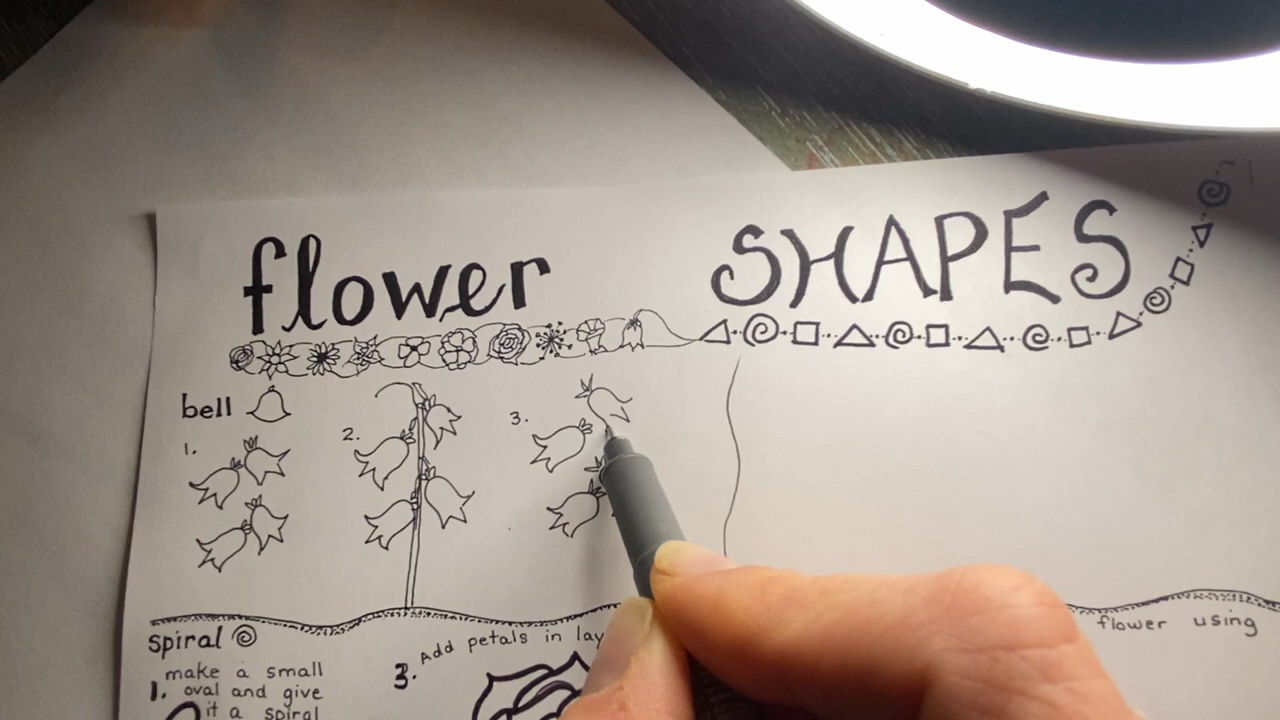 flower SHAPES
bell
1.
2.
3.
spiral
make a small
1. oval and give
it a spiral
3. Add petals in lay
flower using